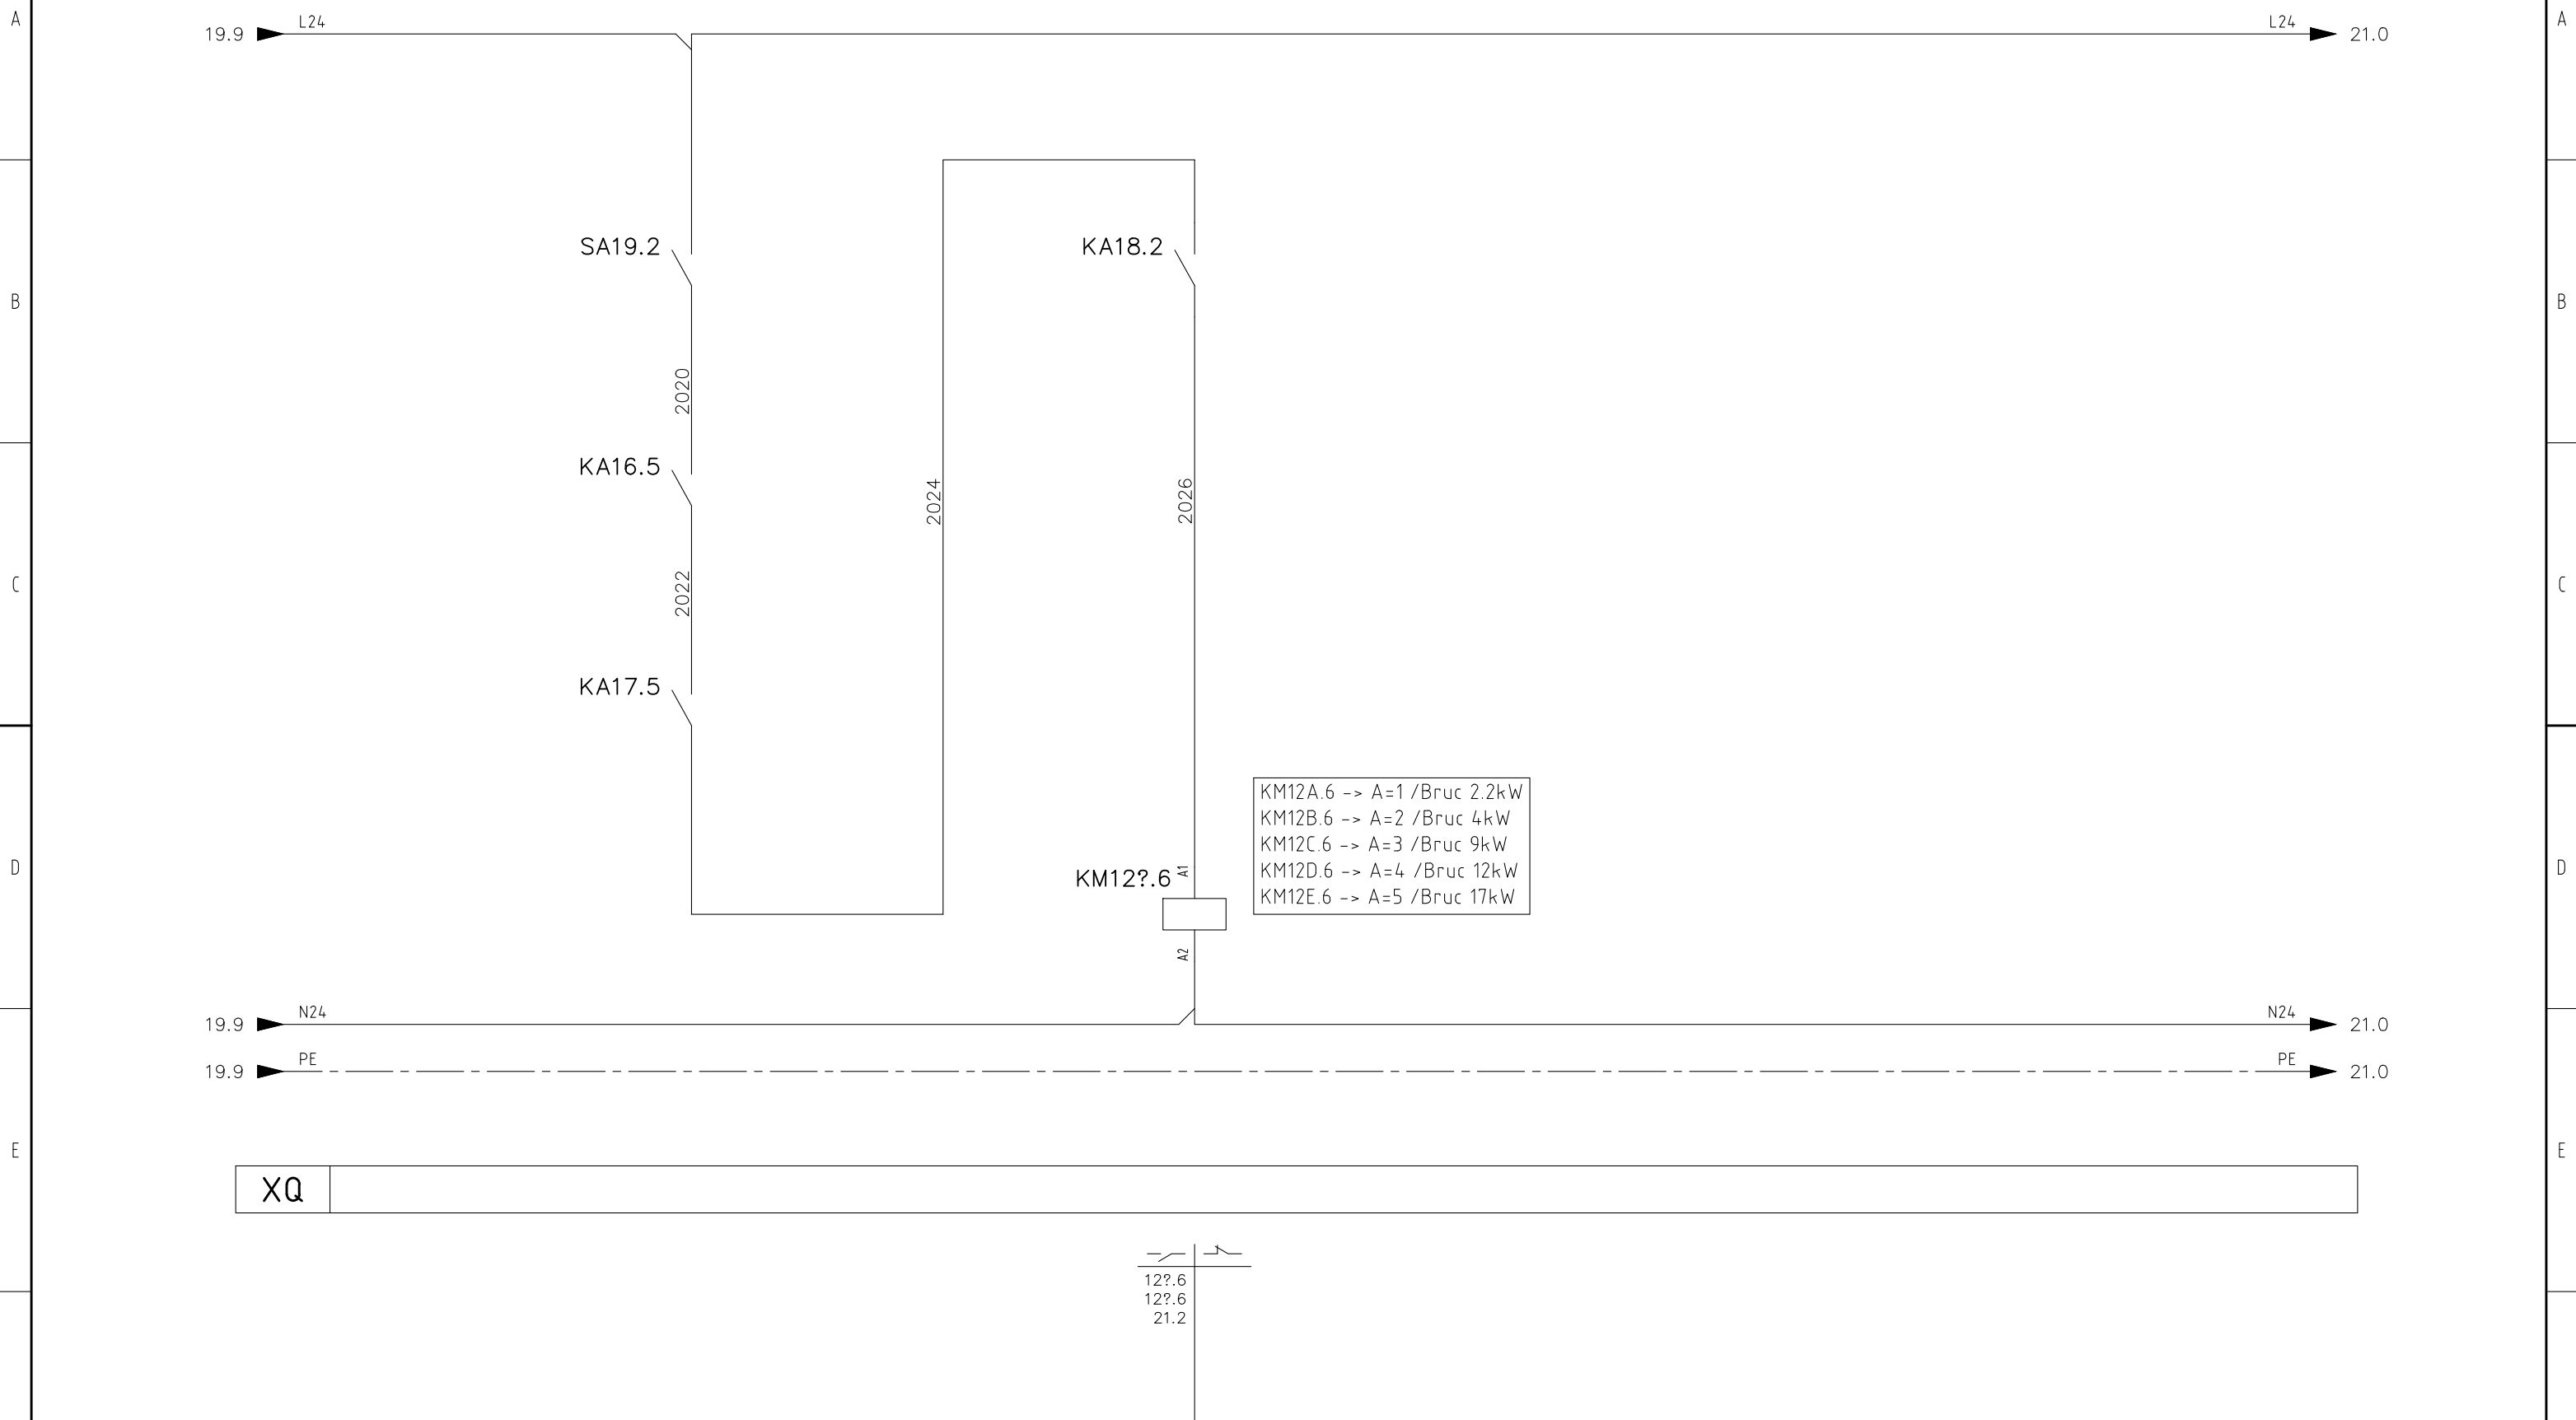 A
A
19.9
L24
L24
21.0
SA19.2
KA18.2
B
B
2020
KA16.5
2024
2026
C
C
2022
KA17.5
KM12A.6 -> A=1 /Bruc 2.2kW
KM12B.6 -> A=2 /Bruc 4kW
KM12C.6 -> A=3 /Bruc 9kW
KM12D.6 -> A=4 /Bruc 12kW
KM12E.6 -> A=5 /Bruc 17kW
D
D
KM12?.6
A1
A2
19.9
N24
N24
21.0
19.9
PE
PE
21.0
E
E
XQ
12?.6
12?.6
21.2